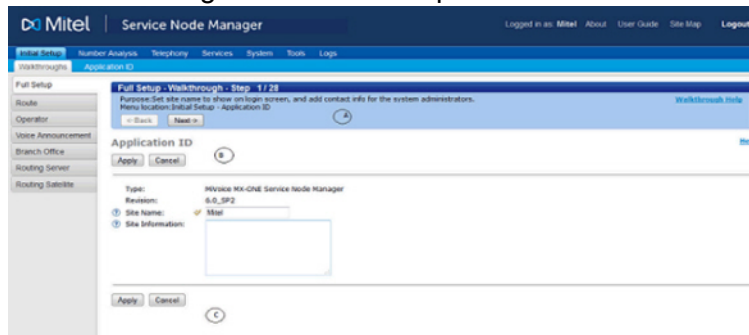 Mitel | Service Node Manager
Logged in as: Mitel About User Guide Site Map Logout
Initial Setup Number Analysis Telephony Services System Tools Logs
Walkthroughs Application ID
Full Setup
Route
Operator
Voice Announcement
Branch Office
Routing Server
Routing Satellite
Full Setup - Walkthrough - Step 1/28
Purpose:Set site name to show on login screen, and add contact info for the system administrators.
Menu location:Initial Setup - Application ID
Walkthrough Help
< Back Next >
A
Application ID
Apply Cancel
B
Type: MiVoice MX-ONE Service Node Manager
Revision: 6.0_SP2
Site Name: Mitel
Site Information:
Apply Cancel
C